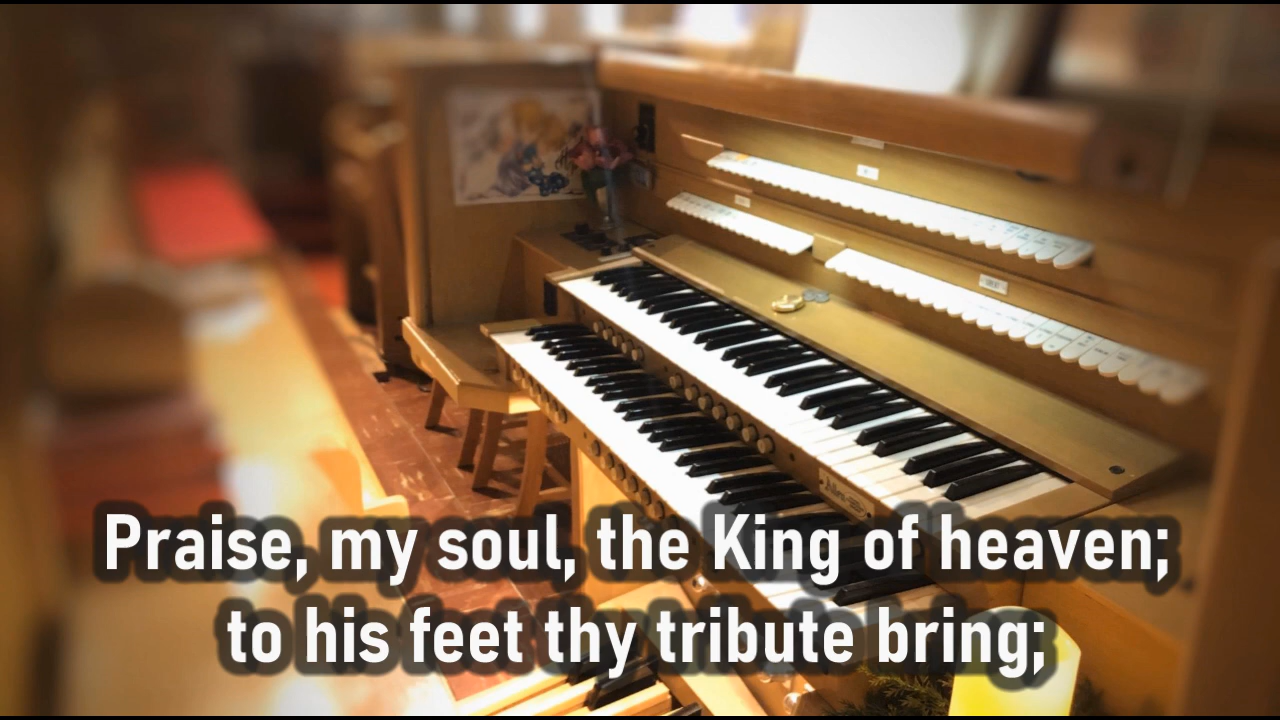 Praise, my soul, the King of heaven;
to his feet thy tribute bring;